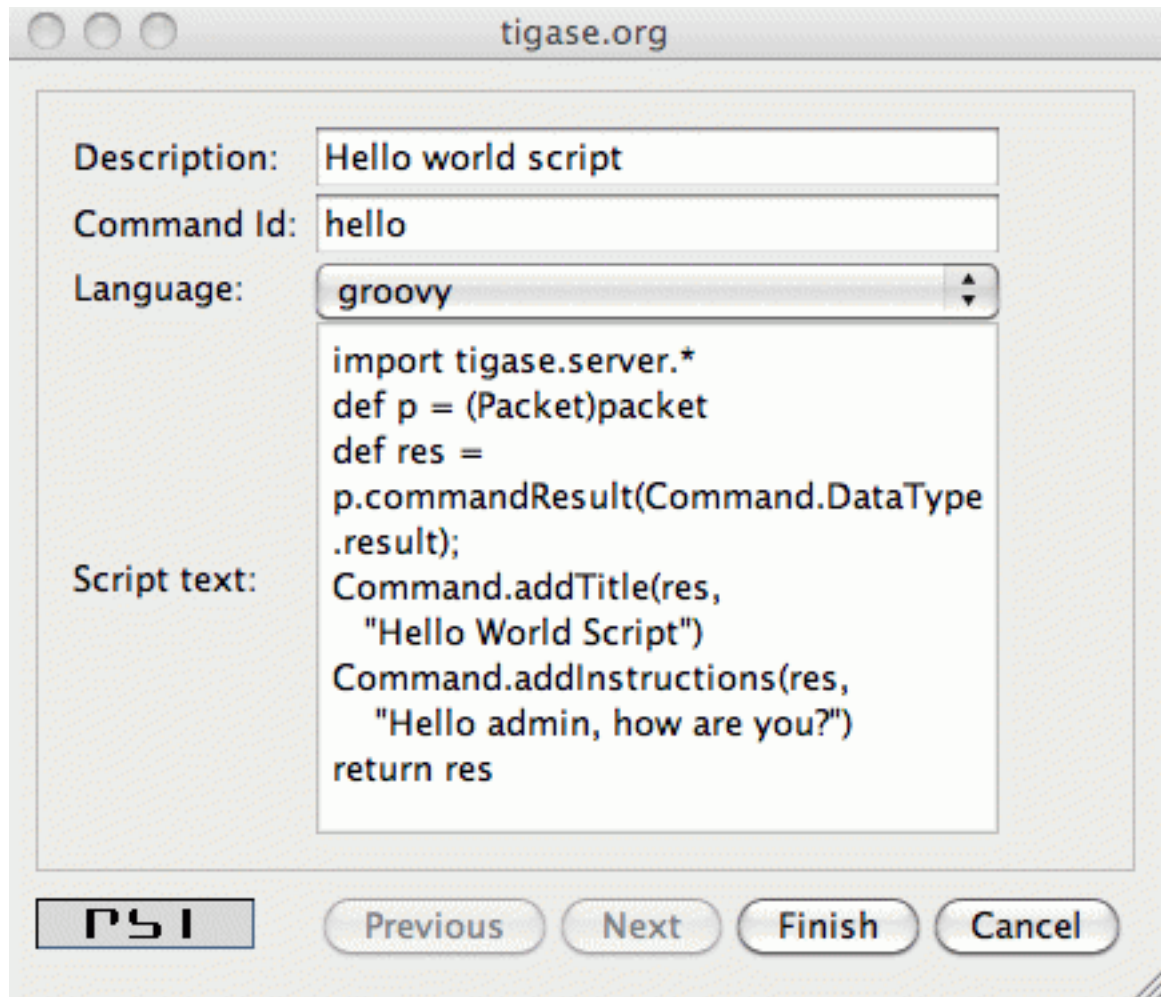 tigase.org
Description: Hello world script
Command Id: hello
Language: groovy
Script text:
import tigase.server.*
def p = (Packet)packet
def res =
p.commandResult(Command.DataType
.result);
Command.addTitle(res,
"Hello World Script")
Command.addInstructions(res,
"Hello admin, how are you?")
return res
PSI
Previous Next Finish Cancel